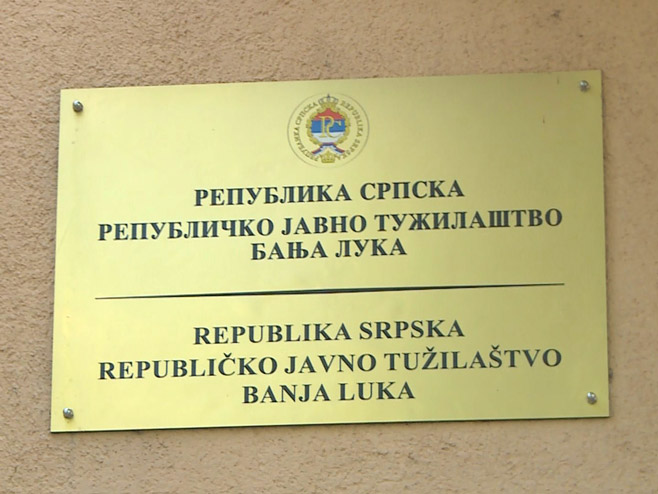 РЕПУБЛИКА СРПСКА
РЕПУБЛИЧКО ЈАВНО ТУЖИЛАШТВО
БАЊА ЛУКА
REPUBLIKA SRPSKA
REPUBLIČKO JAVNO TUŽILAŠTVO
BANJA LUKA